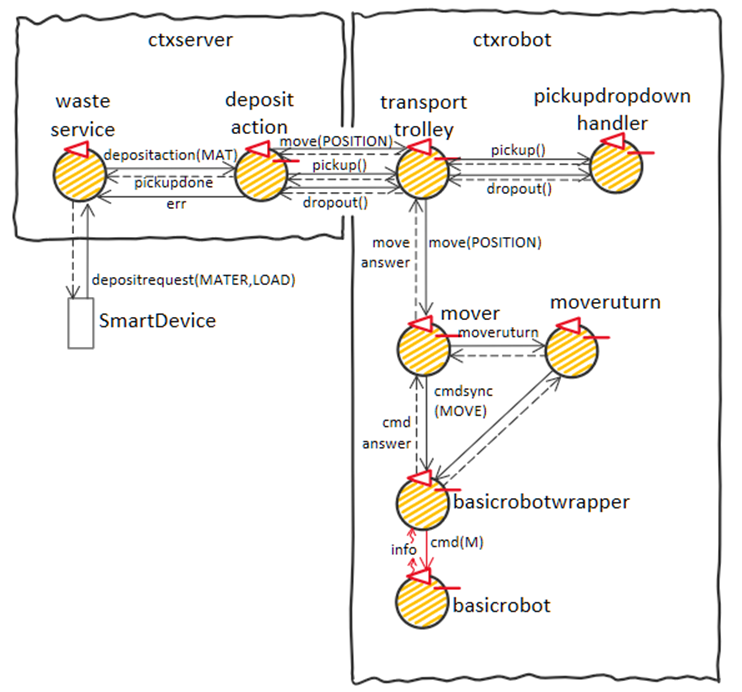 ctxserver
ctxrobot
waste
service
deposit
action
transport
trolley
pickupdropdown
handler
depositaction(MAT)
pickupdone
err
move(POSITION)
pickup()
dropout()
pickup()
dropout()
depositrequest(MATER,LOAD)
SmartDevice
move
answer
move(POSITION)
mover
moveruturn
moveruturn
cmdsync
(MOVE)
cmd
answer
basicrobotwrapper
info
cmd(M)
basicrobot